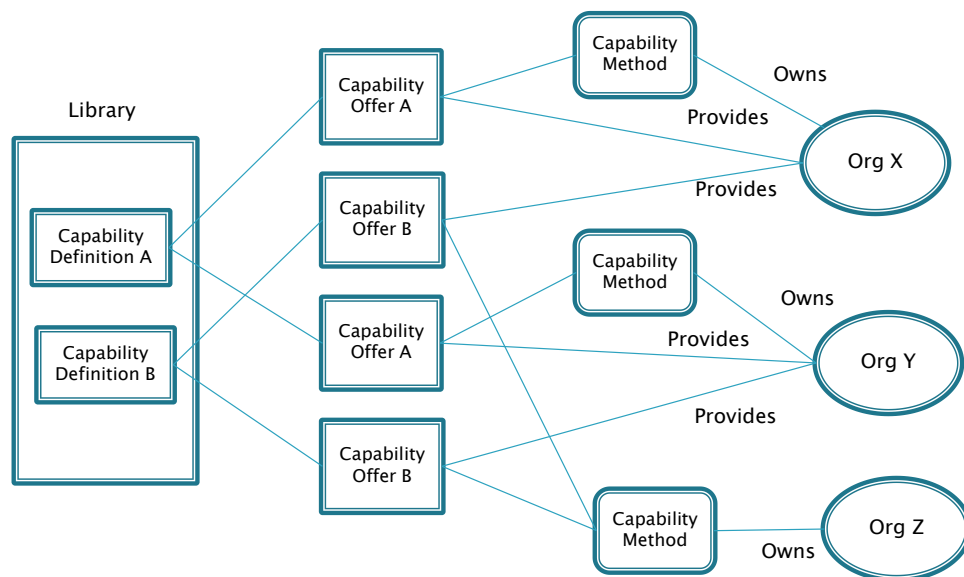 Library
Capability
Definition A
Capability
Definition B
Capability
Offer A
Capability
Offer B
Capability
Offer A
Capability
Offer B
Capability
Method
Capability
Method
Capability
Method
Owns
Provides
Provides
Owns
Provides
Provides
Owns
Org X
Org Y
Org Z